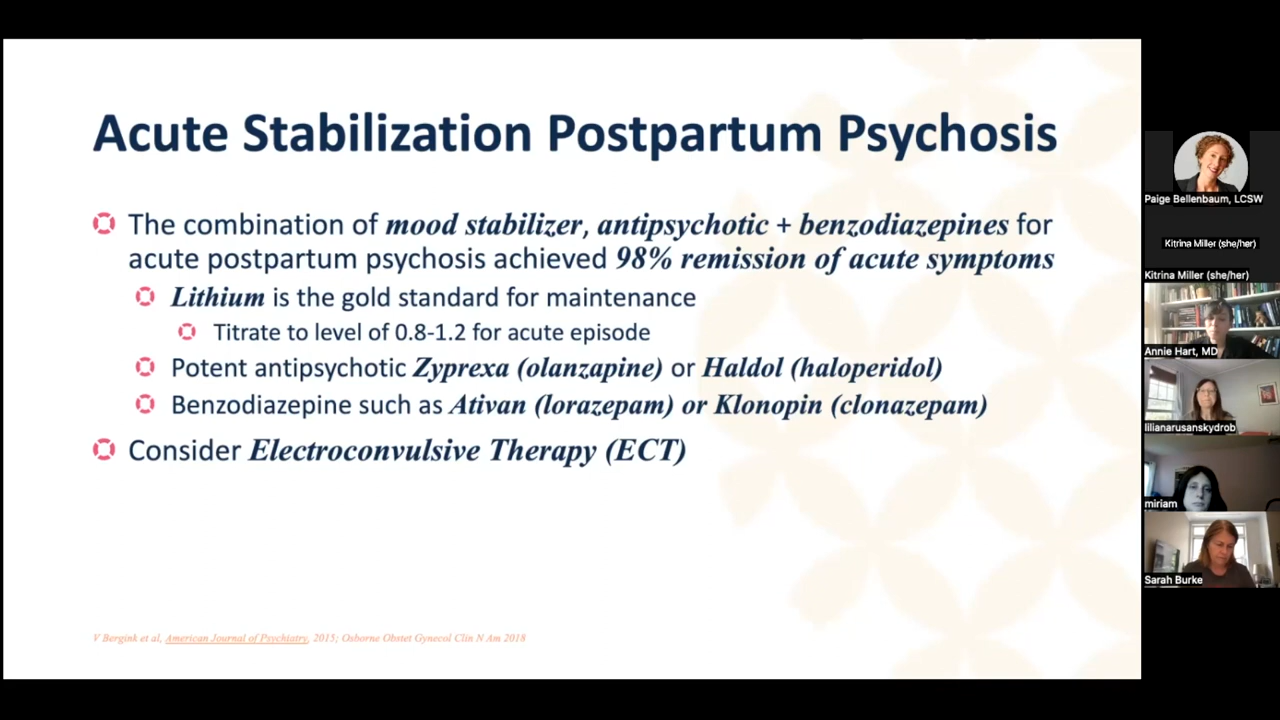 Acute Stabilization Postpartum Psychosis
The combination of mood stabilizer, antipsychotic + benzodiazepines for
acute postpartum psychosis achieved 98% remission of acute symptoms
Lithium is the gold standard for maintenance
Titrate to level of 0.8-1.2 for acute episode
Potent antipsychotic Zyprexa (olanzapine) or Haldol (haloperidol)
Benzodiazepine such as Ativan (lorazepam) or Klonopin (clonazepam)
Consider Electroconvulsive Therapy (ECT)
V Bergink et al, American Journal of Psychiatry, 2015; Osborne Obstet Gynecol Clin N Am 2018
Paige Bellenbaum, LCSW
Kitrina Miller (she/her)
Kitrina Miller (she/her)
Annie Hart, MD
lilianarusanskydrob
miriam
Sarah Burke